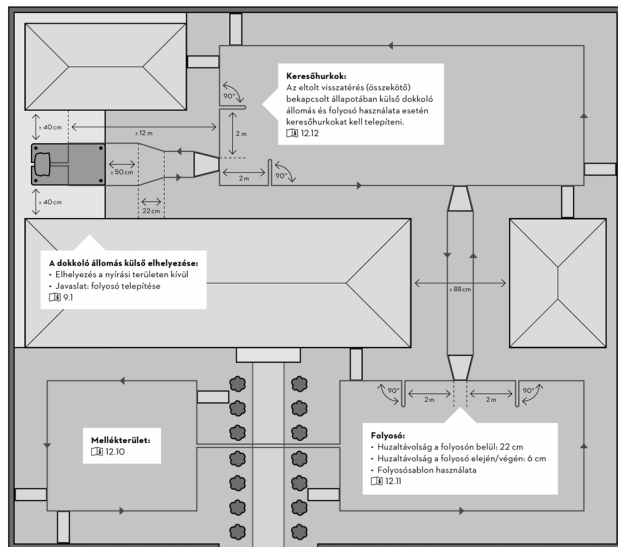 Keresőhurkok:
Az eltolt visszatérés (összekötő)
bekapcsolt állapotában külső dokkoló
állomás és folyosó használata esetén
keresőhurkokat kell telepíteni.
12.12
90°
≥ 40 cm
≤ 12 m
2 m
≥ 50 cm
2 m
90°
22 cm
≥ 40 cm
A dokkoló állomás külső elhelyezése:
• Elhelyezés a nyírási területen kívül
• Javaslat: folyosó telepítése
9.1
≥ 88 cm
90°
2 m
2 m
90°
Mellékterület:
12.10
Folyosó:
• Huzaltávolság a folyosón belül: 22 cm
• Huzaltávolság a folyosó elején/végén: 6 cm
• Folyosósablon használata
12.11